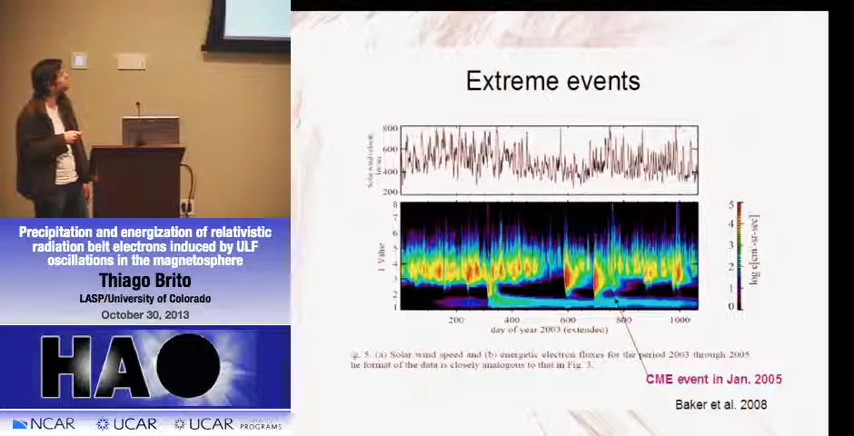 Extreme events
800
600
400
200
Solar wind velocity
8
7
6
5
4
3
2
1
L Value
200
400
600
800
1000
day of year 2003 (extended)
5
4
3
2
1
0
g. 5. (a) Solar wind speed and (b) energetic electron fluxes for the period 2003 through 2005.
he format of the data is closely analogous to that in Fig. 3.
CME event in Jan. 2005
Baker et al. 2008
Precipitation and energization of relativistic
radiation belt electrons induced by ULF
oscillations in the magnetosphere
Thiago Brito
LASP/University of Colorado
October 30, 2013
HAO
NCAR
UCAR
UCAR
PROGRAMS